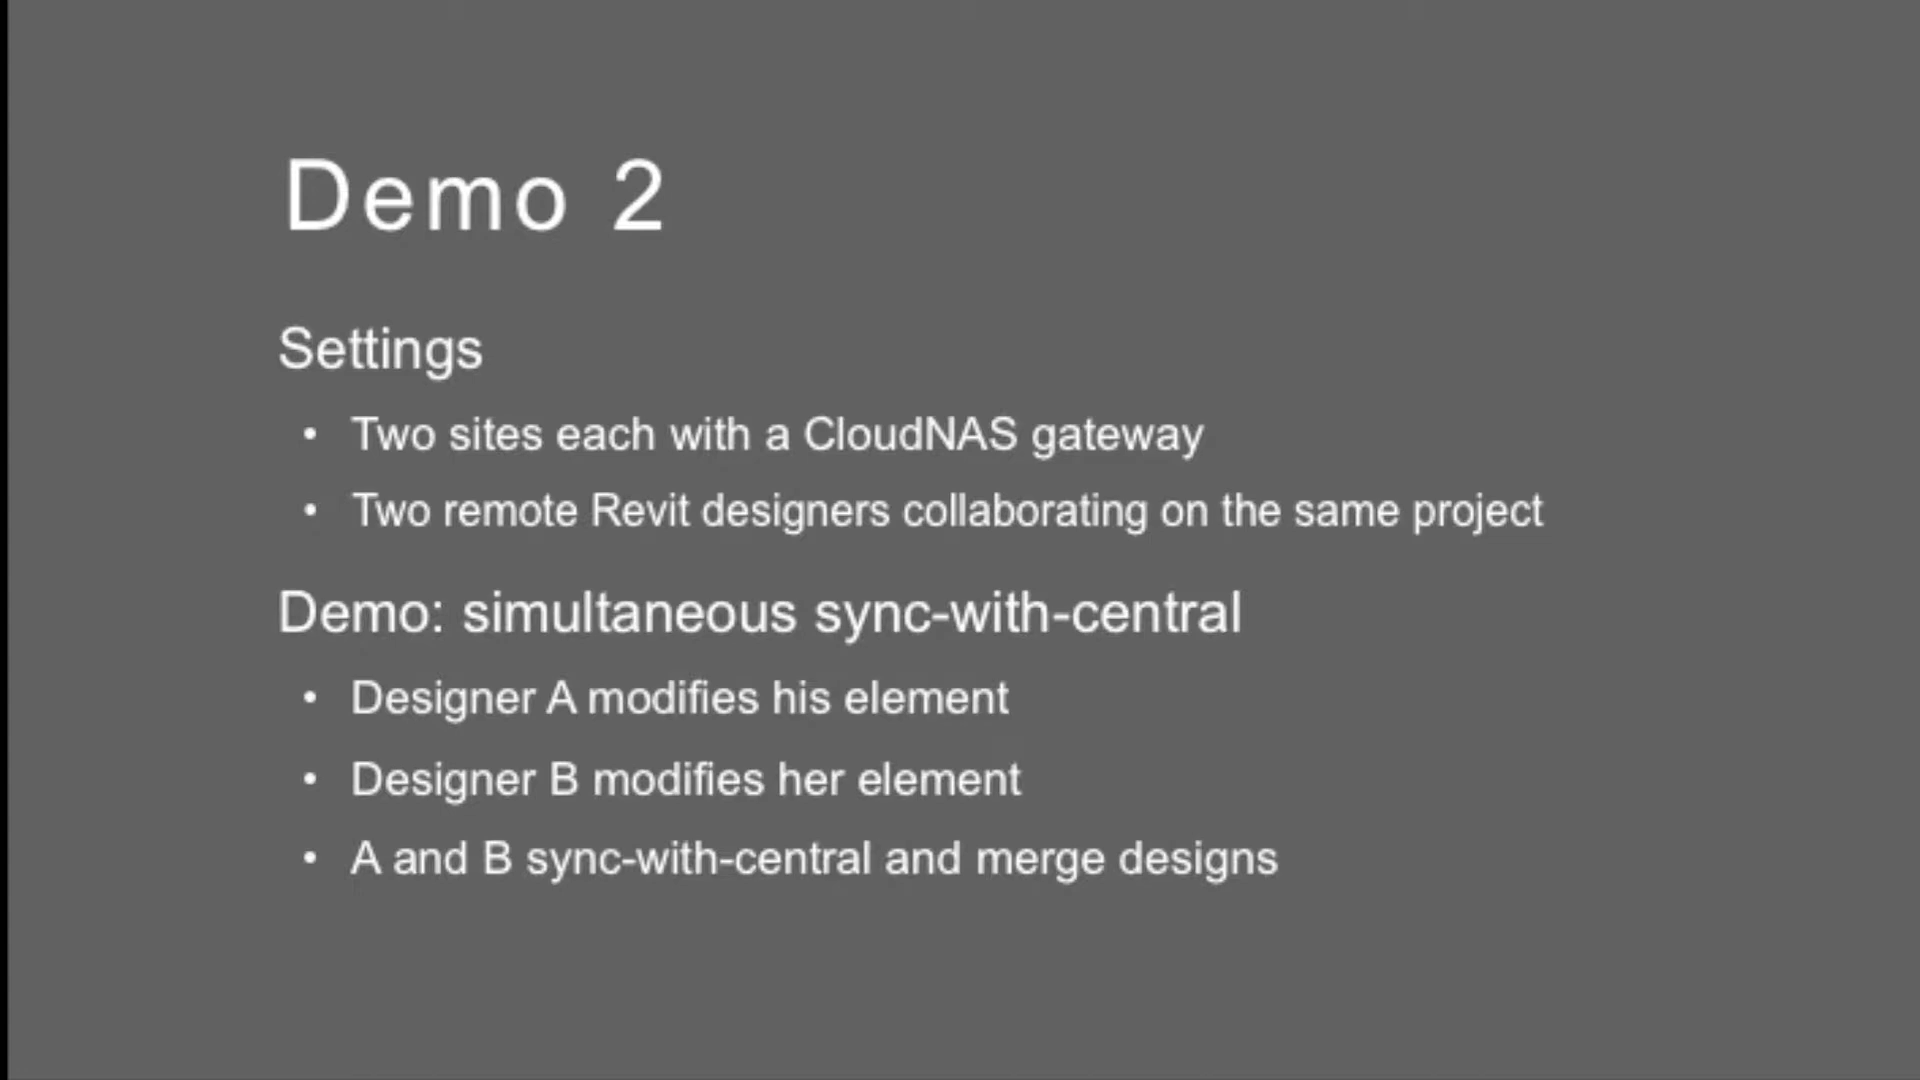 Demo 2
Settings
• Two sites each with a CloudNAS gateway
• Two remote Revit designers collaborating on the same project
Demo: simultaneous sync-with-central
• Designer A modifies his element
• Designer B modifies her element
• A and B sync-with-central and merge designs